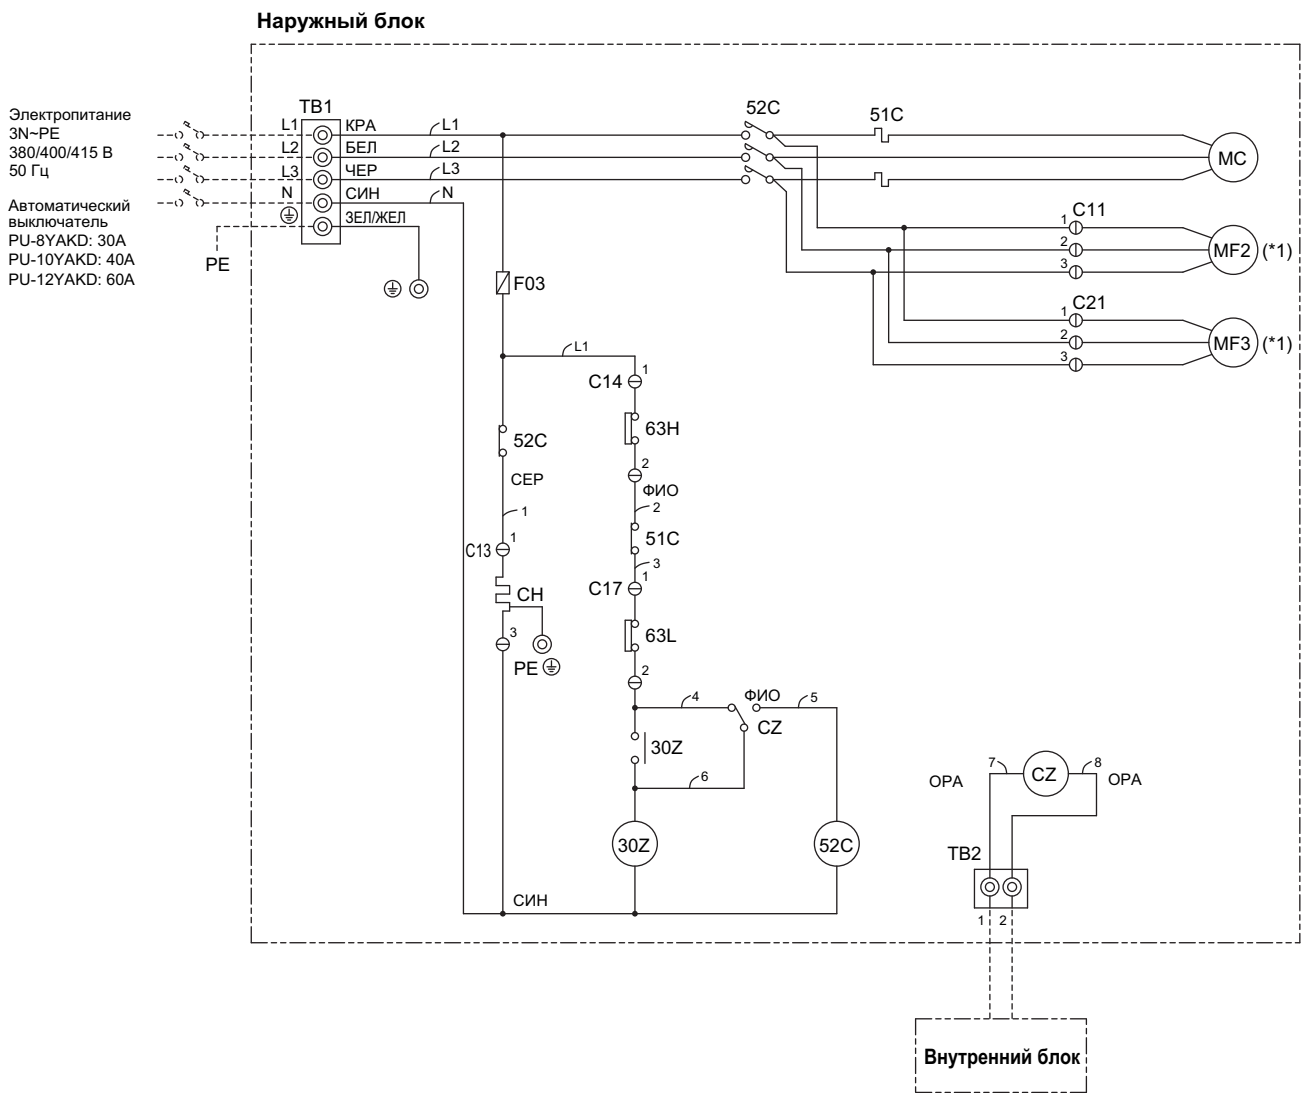 Наружный блок
Электропитание
3N~PE
380/400/415 В
50 Гц
Автоматический
выключатель
PU-8YAKD: 30A
PU-10YAKD: 40A
PU-12YAKD: 60A
TB1
L1 КРА L1
L2 БЕЛ L2
L3 ЧЕР L3
N СИН N
ЗЕЛ/ЖЕЛ
PE
52C
51C
MC
C11
1
2
3
MF2 (*1)
C21
1
2
3
MF3 (*1)
F03
L1
C14 1
63H
2
ФИО
2
51C
3
C17 1
63L
2
52C
СЕР
1
C13 1
CH
3
PE
4
ФИО
5
CZ
30Z
6
30Z
52C
СИН
7
CZ
8
ОРА
ОРА
TB2
1 2
Внутренний блок